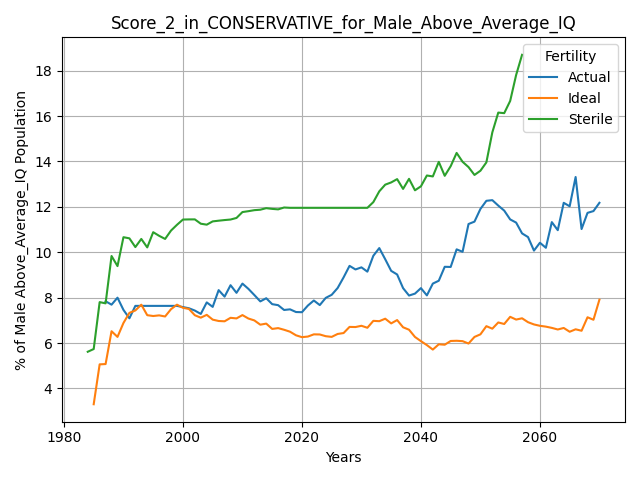 Score_2_in_CONSERVATIVE_for_Male_Above_Average_IQ
% of Male Above_Average_IQ Population
18
16
14
12
10
8
6
4
Fertility
Actual
Ideal
Sterile
1980
2000
2020
2040
2060
Years